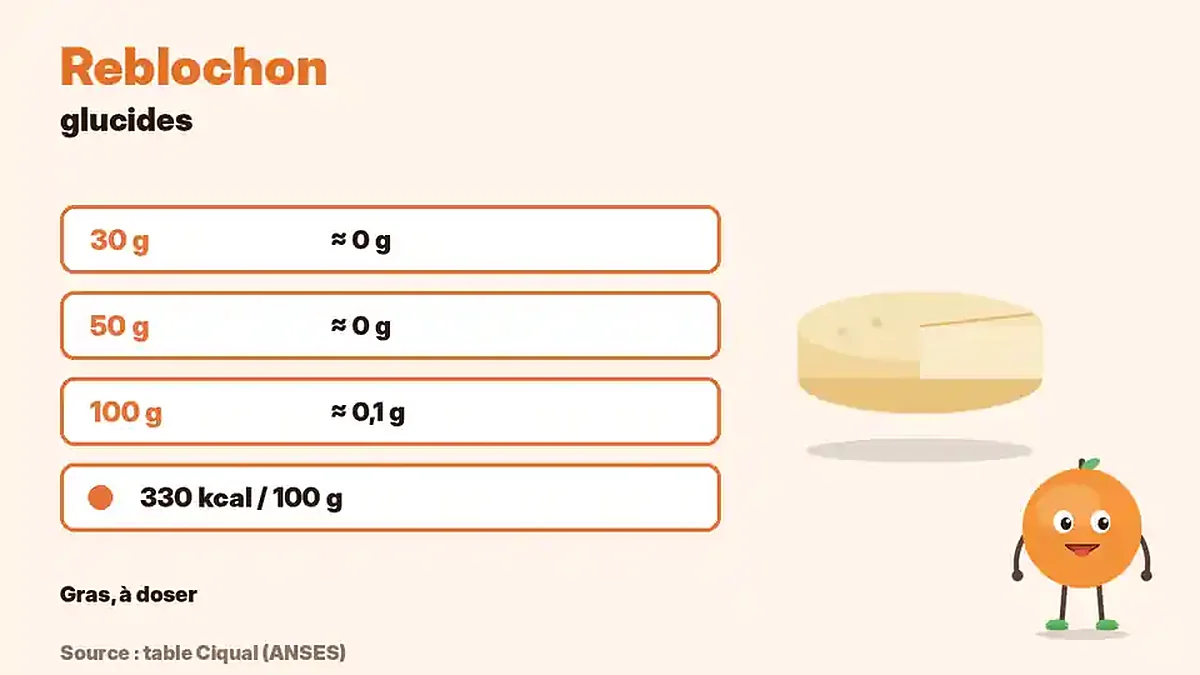 Reblochon
glucides
30 g ≈ 0 g
50 g ≈ 0 g
100 g ≈ 0,1 g
330 kcal / 100 g
Gras, à doser
Source : table Ciqual (ANSES)